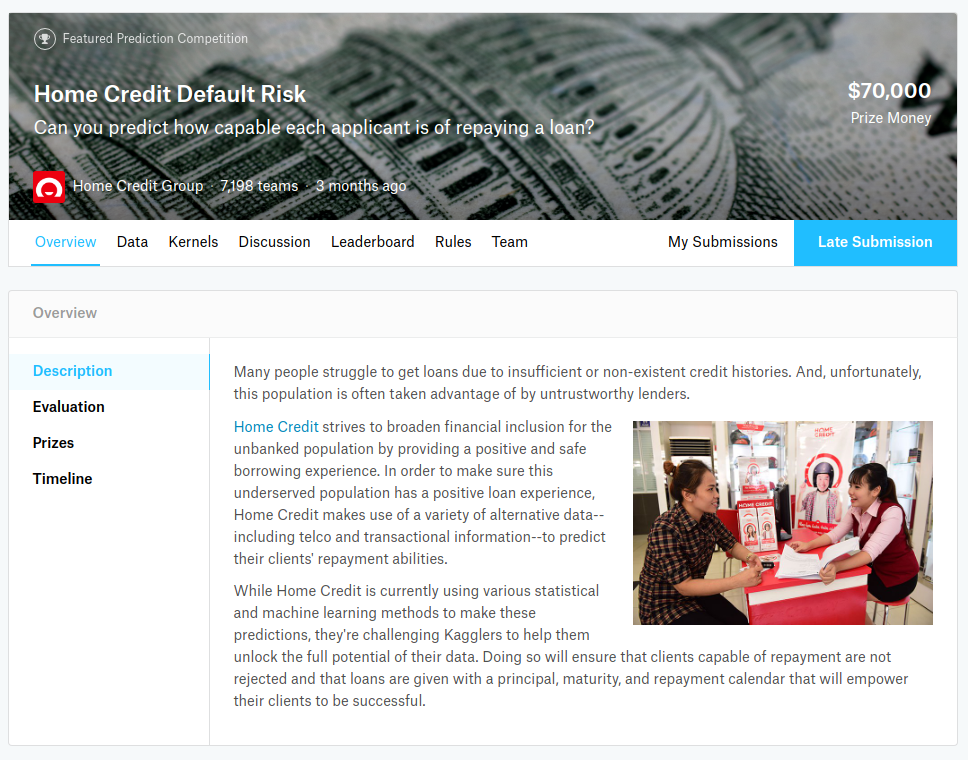 Featured Prediction Competition
Home Credit Default Risk
$70,000
Can you predict how capable each applicant is of repaying a loan?
Prize Money
Home Credit Group · 7,198 teams · 3 months ago
Overview Data Kernels Discussion Leaderboard Rules Team My Submissions Late Submission
Overview
Description
Evaluation
Prizes
Timeline
Many people struggle to get loans due to insufficient or non-existent credit histories. And, unfortunately,
this population is often taken advantage of by untrustworthy lenders.
Home Credit strives to broaden financial inclusion for the
unbanked population by providing a positive and safe
borrowing experience. In order to make sure this
underserved population has a positive loan experience,
Home Credit makes use of a variety of alternative data--
including telco and transactional information--to predict
their clients' repayment abilities.
HOME
CREDIT
HOME CREDIT
While Home Credit is currently using various statistical
and machine learning methods to make these
predictions, they're challenging Kagglers to help them
unlock the full potential of their data. Doing so will ensure that clients capable of repayment are not
rejected and that loans are given with a principal, maturity, and repayment calendar that will empower
their clients to be successful.